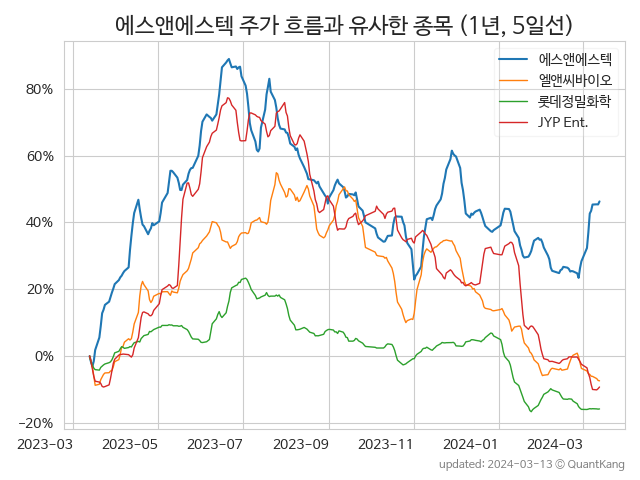 에스앤에스텍 주가 흐름과 유사한 종목 (1년, 5일선)
에스앤에스텍
엘앤씨바이오
롯데정밀화학
JYP Ent.
80%
60%
40%
20%
0%
−20%
2023-03 2023-05 2023-07 2023-09 2023-11 2024-01 2024-03
updated: 2024-03-13 © QuantKang